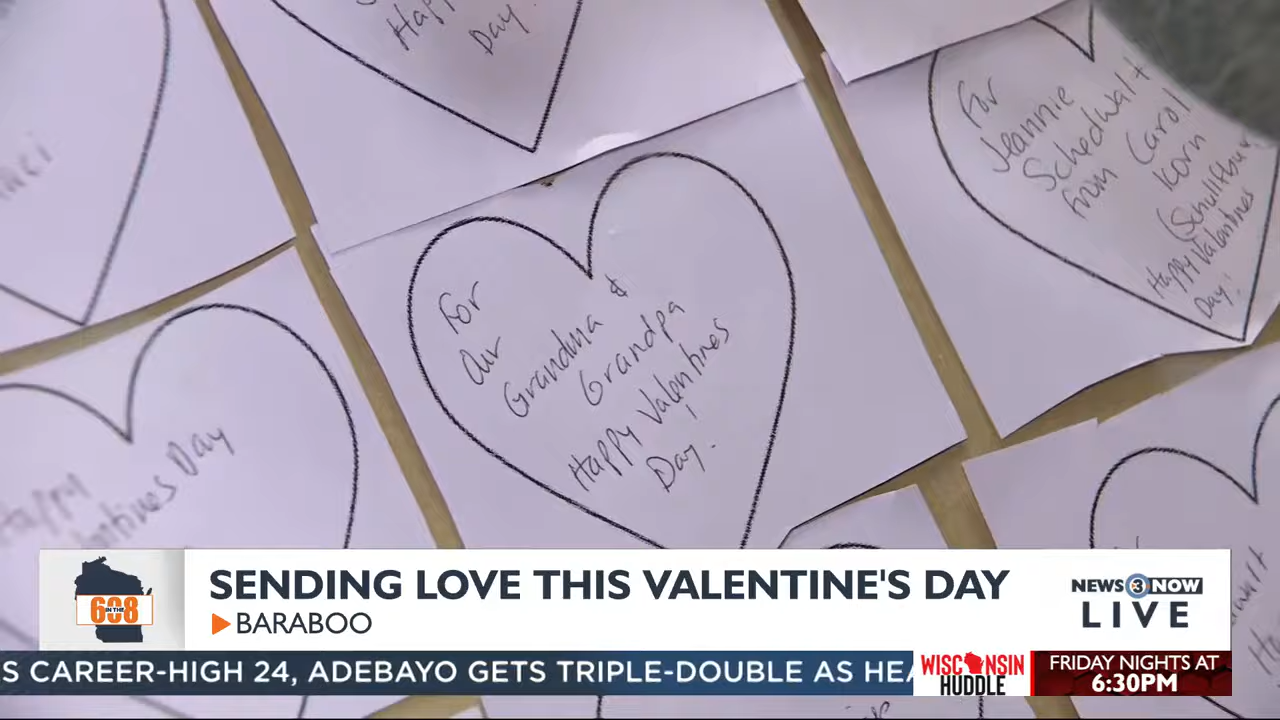 Happy
Day!
For
Jeannie
Schedwalt
From Carol
Korn
Happy Valentines
Day!
For
Our
Grandma &
Grandpa
Happy Valentines
Day!
Happy
Valentines Day
IN THE
608
SENDING LOVE THIS VALENTINE'S DAY
BARABOO
NEWS 3 NOW
LIVE
S CAREER-HIGH 24, ADEBAYO GETS TRIPLE-DOUBLE AS HEA
WISCONSIN
HUDDLE
FRIDAY NIGHTS AT
6:30PM